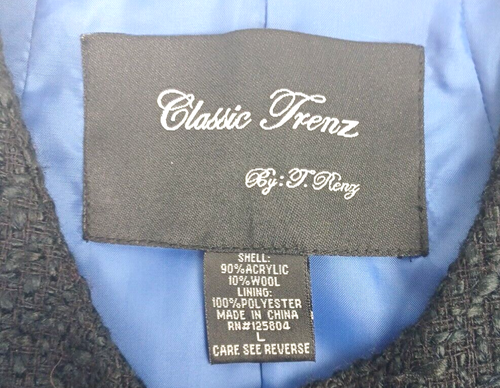 Classic Trenz
By: T. Renz
SHELL:
90%ACRYLIC
10%WOOL
LINING:
100%POLYESTER
MADE IN CHINA
RN#125804
L
CARE SEE REVERSE